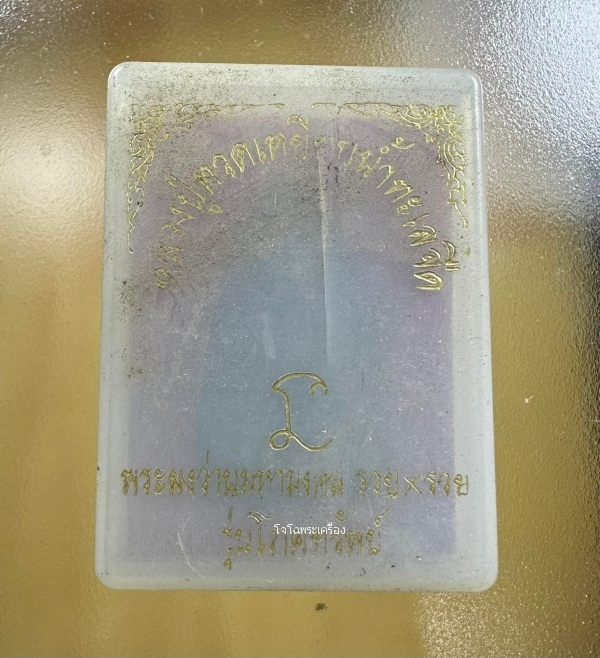 หลวงปู่ทวดเหยียบน้ำทะเลจืด
พระผงว่านมหามงคล รวย×รวย
รุ่นโภคทรัพย์
โจโฉพระเครื่อง